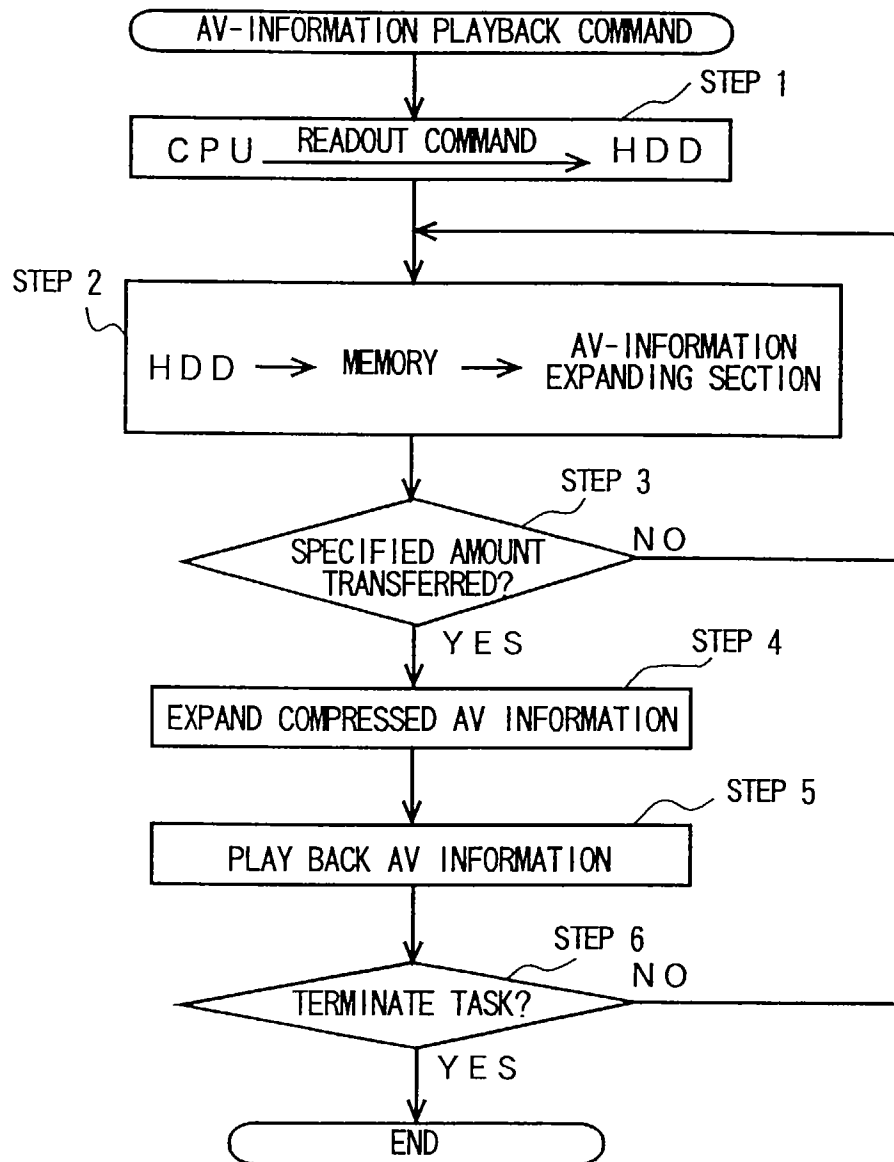 AV-INFORMATION PLAYBACK COMMAND
STEP 1
CPU READOUT COMMAND HDD
STEP 2
HDD MEMORY AV-INFORMATION
EXPANDING SECTION
STEP 3
SPECIFIED AMOUNT
TRANSFERRED?
NO
YES
STEP 4
EXPAND COMPRESSED AV INFORMATION
STEP 5
PLAY BACK AV INFORMATION
STEP 6
TERMINATE TASK?
NO
YES
END